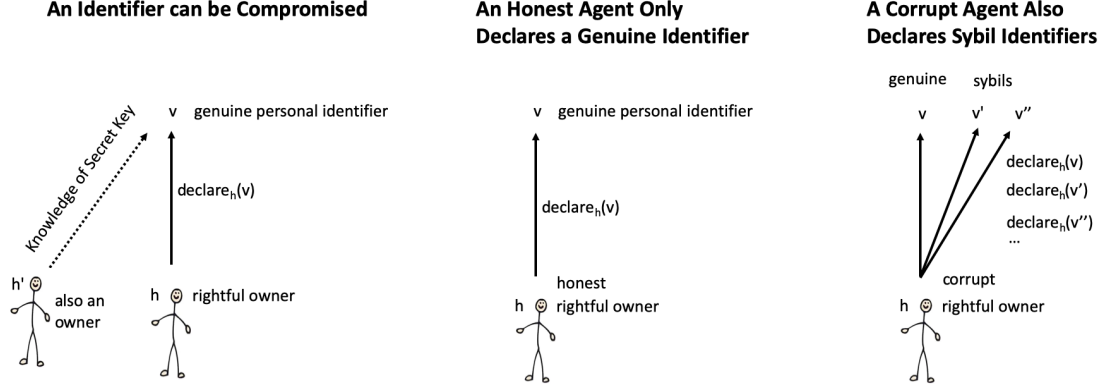 An Identifier can be Compromised
Knowledge of Secret Key
v genuine personal identifier
declareh(v)
h'
also an
owner
h rightful owner
An Honest Agent Only
Declares a Genuine Identifier
v genuine personal identifier
declareh(v)
honest
h rightful owner
A Corrupt Agent Also
Declares Sybil Identifiers
genuine sybils
v v' v''
declareh(v)
declareh(v')
declareh(v'')
...
corrupt
h rightful owner